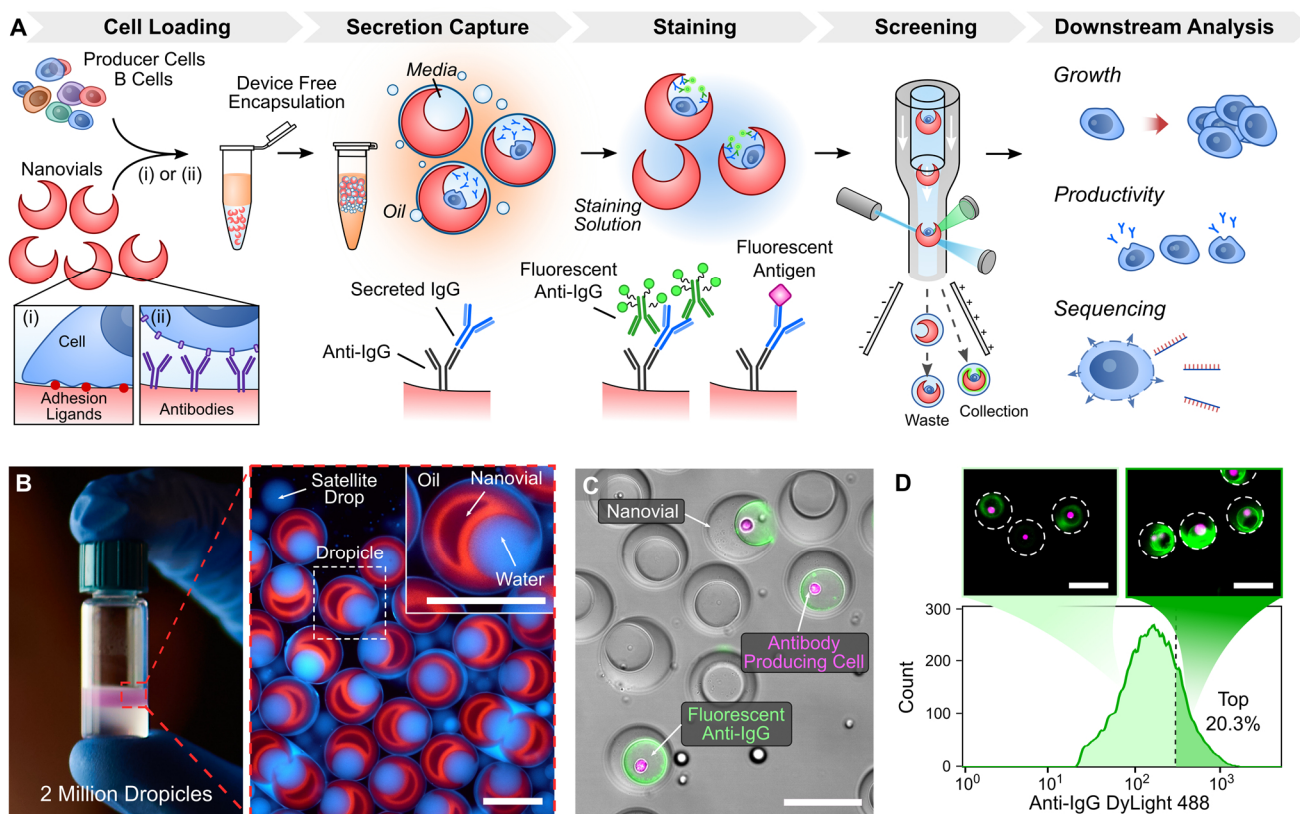 A
Cell Loading
Secretion Capture
Staining
Screening
Downstream Analysis
Producer Cells
B Cells
(i) or (ii)
Nanovials
Device Free
Encapsulation
Media
Oil
Staining
Solution
Growth
Productivity
Sequencing
(i)
Cell
Adhesion
Ligands
(ii)
Antibodies
Secreted IgG
Anti-IgG
Fluorescent
Anti-IgG
Fluorescent
Antigen
Waste
Collection
B
2 Million Dropicles
Satellite
Drop
Dropicle
Oil
Nanovial
Water
C
Nanovial
Antibody
Producing Cell
Fluorescent
Anti-IgG
D
Count
300
200
100
0
Top
20.3%
10⁰
10¹
10²
10³
Anti-IgG DyLight 488